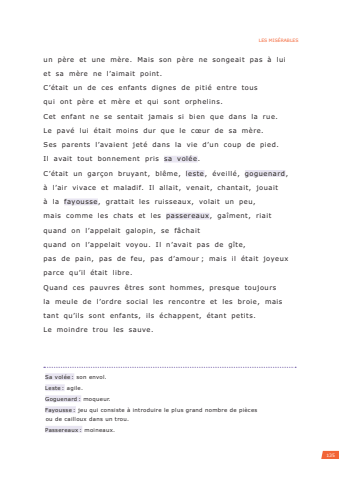 LES MISÉRABLES
un père et une mère. Mais son père ne songeait pas à lui
et sa mère ne l'aimait point.
C'était un de ces enfants dignes de pitié entre tous
qui ont père et mère et qui sont orphelins.
Cet enfant ne se sentait jamais si bien que dans la rue.
Le pavé lui était moins dur que le cœur de sa mère.
Ses parents l'avaient jeté dans la vie d'un coup de pied.
Il avait tout bonnement pris sa volée.
C'était un garçon bruyant, blême, leste, éveillé, goguenard,
à l'air vivace et maladif. Il allait, venait, chantait, jouait
à la fayousse, grattait les ruisseaux, volait un peu,
mais comme les chats et les passereaux, gaîment, riait
quand on l'appelait galopin, se fâchait
quand on l'appelait voyou. Il n'avait pas de gîte,
pas de pain, pas de feu, pas d'amour ; mais il était joyeux
parce qu'il était libre.
Quand ces pauvres êtres sont hommes, presque toujours
la meule de l'ordre social les rencontre et les broie, mais
tant qu'ils sont enfants, ils échappent, étant petits.
Le moindre trou les sauve.
Sa volée : son envol.
Leste : agile.
Goguenard : moqueur.
Fayousse : jeu qui consiste à introduire le plus grand nombre de pièces
ou de cailloux dans un trou.
Passereaux : moineaux.
125